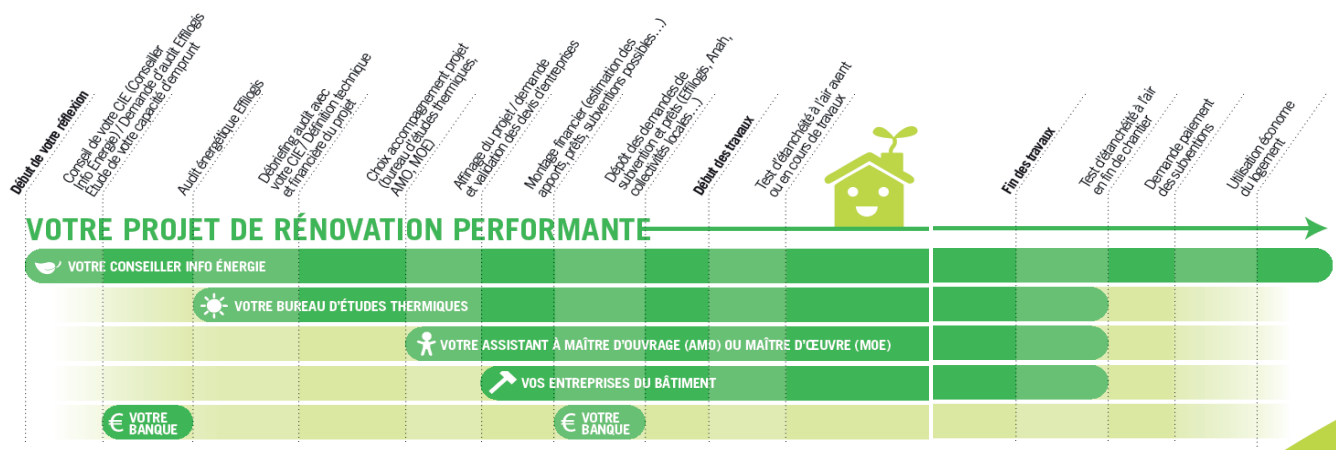 Début de votre réflexion
Conseil de votre CIE (Conseiller
Info Energie) / Demande d'audit Effilogis
Etude de votre capacité d'emprunt
Audit énergétique Effilogis
Débriefing audit avec
votre CIE / Définition technique
et financière du projet
Choix accompagnement projet
(bureau d'études thermiques,
AMO, MOE)
Affinage du projet / demande
et validation des devis d'entreprises
Montage financier (estimation des
apports, prêts, subventions possibles...)
Dépôt des demandes de
subvention et prêts (Effilogis, Anah,
collectivités locales ...)
Début des travaux
Test d'étanchéité à l'air avant
ou en cours de travaux
Fin des travaux
Test d'étanchéité à l'air
en fin de chantier
Demande paiement
des subventions
Utilisation économe
du logement
VOTRE PROJET DE RÉNOVATION PERFORMANTE
VOTRE CONSEILLER INFO ÉNERGIE
VOTRE BUREAU D'ÉTUDES THERMIQUES
VOTRE ASSISTANT À MAÎTRE D'OUVRAGE (AMO) OU MAÎTRE D'ŒUVRE (MOE)
VOS ENTREPRISES DU BÂTIMENT
€ VOTRE
BANQUE
€ VOTRE
BANQUE